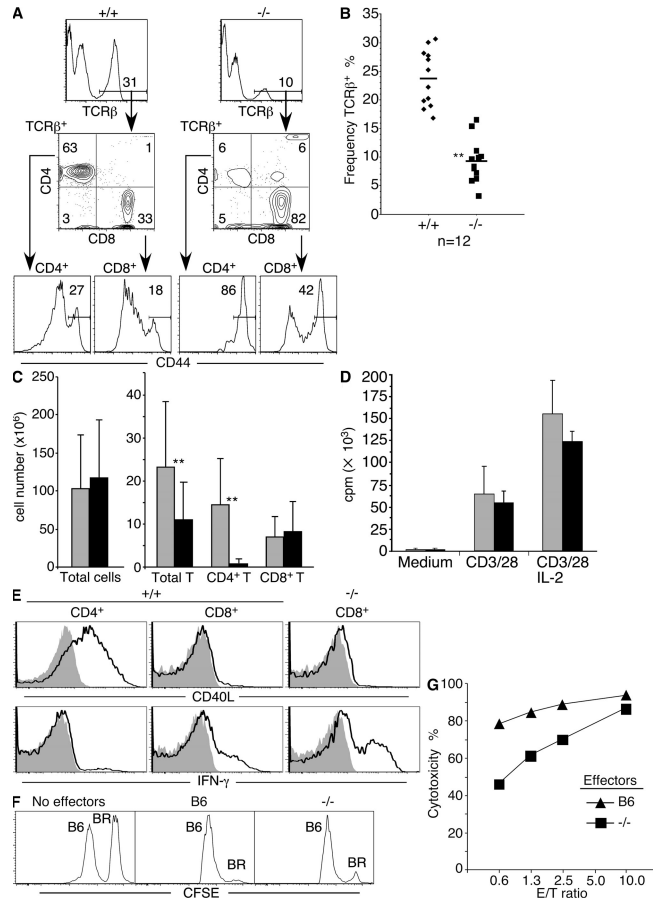 A
+/+
-/-
31
10
TCRβ
TCRβ
TCRβ+
TCRβ+
63
1
3
33
6
6
5
82
CD4
CD4
CD8
CD8
CD4+
CD8+
CD4+
CD8+
27
18
86
42
CD44
B
Frequency TCRβ+ %
35
30
25
20
15
10
5
0
**
+/+
-/-
n=12
C
cell number (x10⁶)
250
200
150
100
50
0
Total cells
40
30
20
10
0
**
**
Total T
CD4+ T
CD8+ T
D
cpm (× 10³)
200
175
150
125
100
75
50
25
0
Medium
CD3/28
CD3/28
IL-2
E
+/+
-/-
CD4+
CD8+
CD8+
CD40L
IFN-γ
F
No effectors
B6
-/-
B6
BR
B6
BR
B6
BR
CFSE
G
Cytotoxicity %
100
80
60
40
20
0
Effectors
B6
-/-
0.6
1.3
2.5
5.0
10.0
E/T ratio